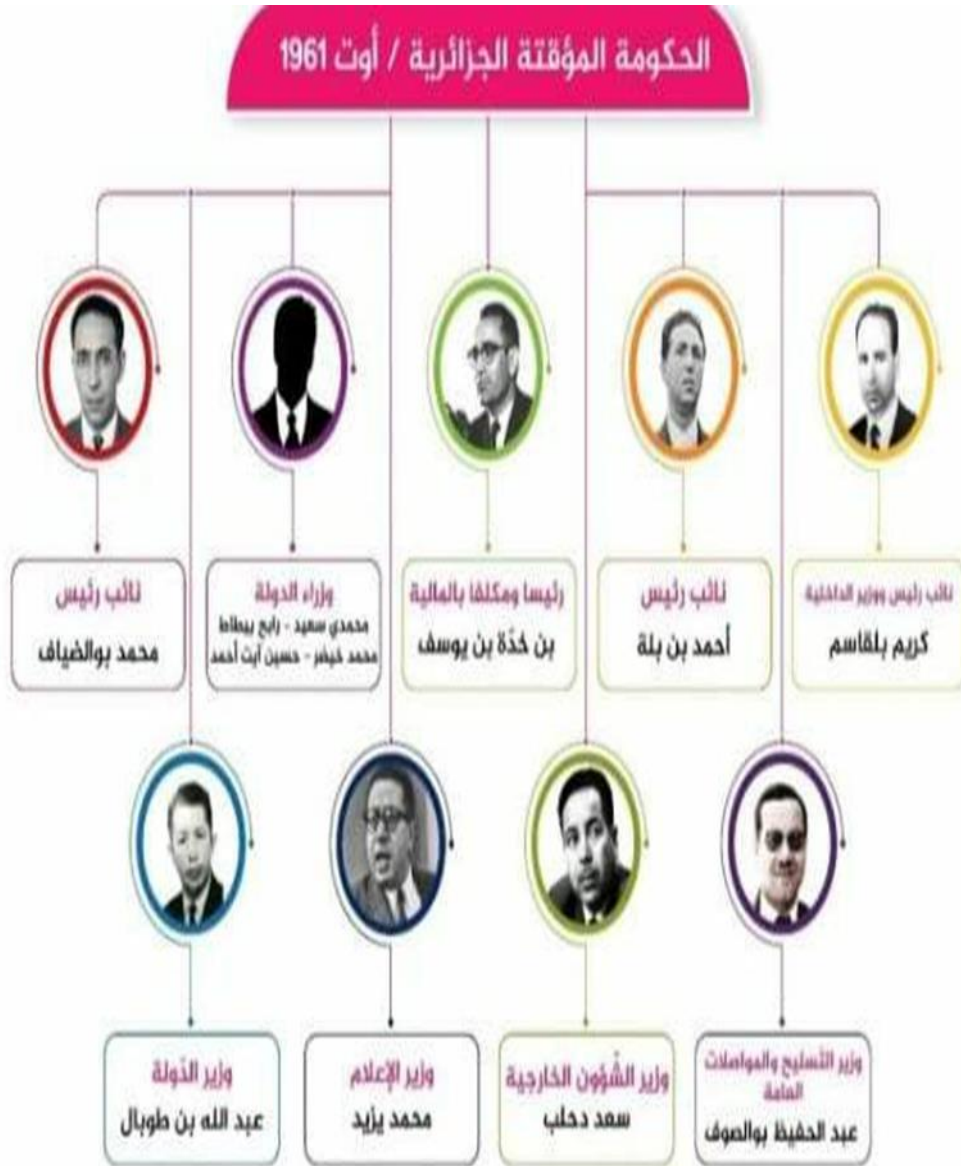 الحكومة المؤقتة الجزائرية / أوت 1961
نائب رئيس ووزير الداخلية
كريم بلقاسم
نائب رئيس
أحمد بن بلة
رئيسا ومكلفا بالمالية
بن خدّة بن يوسف
وزراء الدولة
محمدي سعيد - رابح بيطاط
محمد خيضر - حسين آيت أحمد
نائب رئيس
محمد بوالضياف
وزير التسليح والمواصلات
العامة
عبد الحفيظ بوالصوف
وزير الشؤون الخارجية
سعد دحلب
وزير الإعلام
محمد يزيد
وزير الدّولة
عبد الله بن طوبال